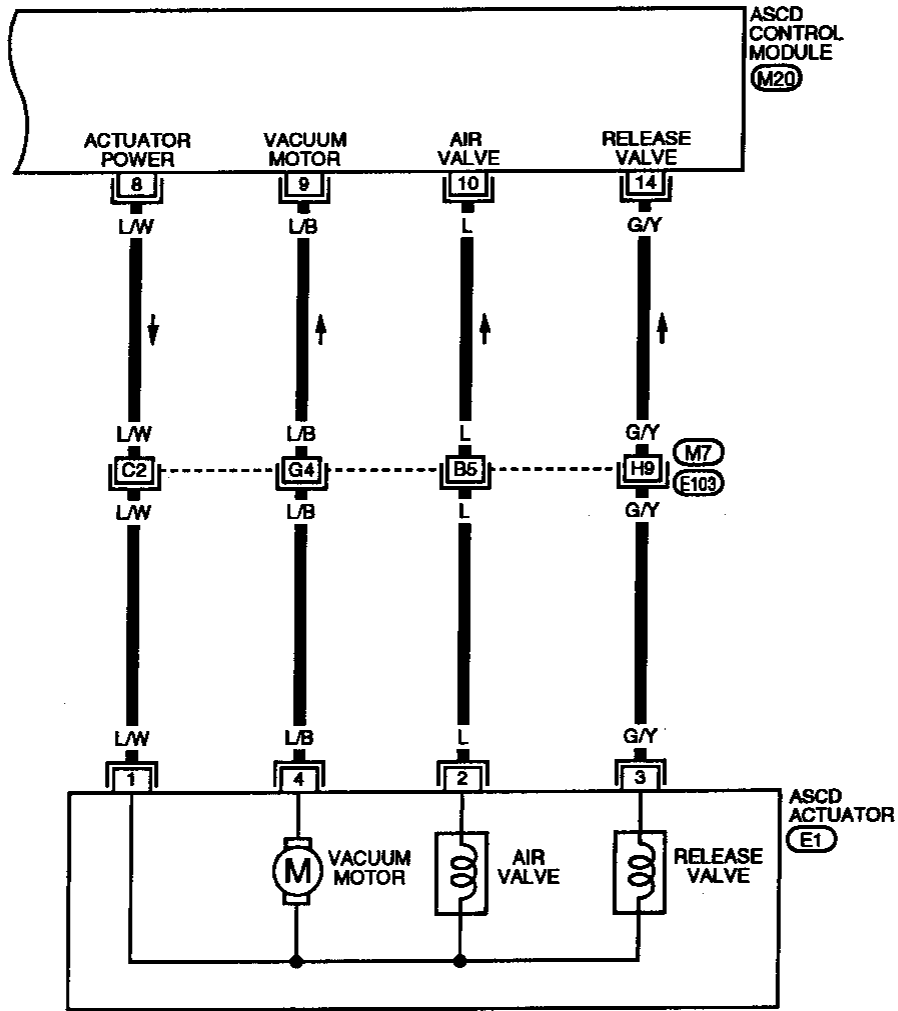 ASCD
CONTROL
MODULE
M20
ACTUATOR
POWER
VACUUM
MOTOR
AIR
VALVE
RELEASE
VALVE
8
9
10
14
L/W
L/B
L
G/Y
L/W
L/B
L
G/Y
M7
C2
G4
B5
H9
E103
L/W
L/B
L
G/Y
L/W
L/B
L
G/Y
1
4
2
3
ASCD
ACTUATOR
E1
M
VACUUM
MOTOR
AIR
VALVE
RELEASE
VALVE